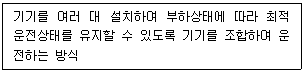 기기를 여러 대 설치하여 부하상태에 따라 최적
운전상태를 유지할 수 있도록 기기를 조합하여 운
전하는 방식